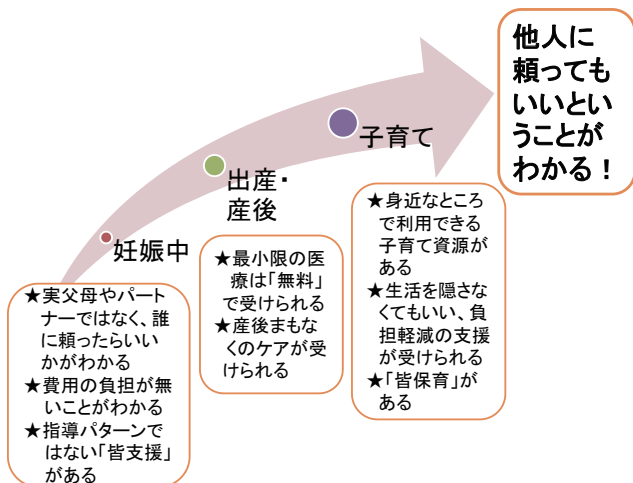 妊娠中
★実父母やパート
ナーではなく、誰
に頼ったらいい
かがわかる
★費用の負担が無
いことがわかる
★指導パターンで
はない「皆支援」
がある
出産・
産後
★最小限の医
療は「無料」
で受けられる
★産後まもな
くのケアが受
けられる
子育て
★身近なところ
で利用できる
子育て資源が
ある
★生活を隠さな
くてもいい、負
担軽減の支援
が受けられる
★「皆保育」が
ある
他人に
頼っても
いいとい
うことが
わかる！